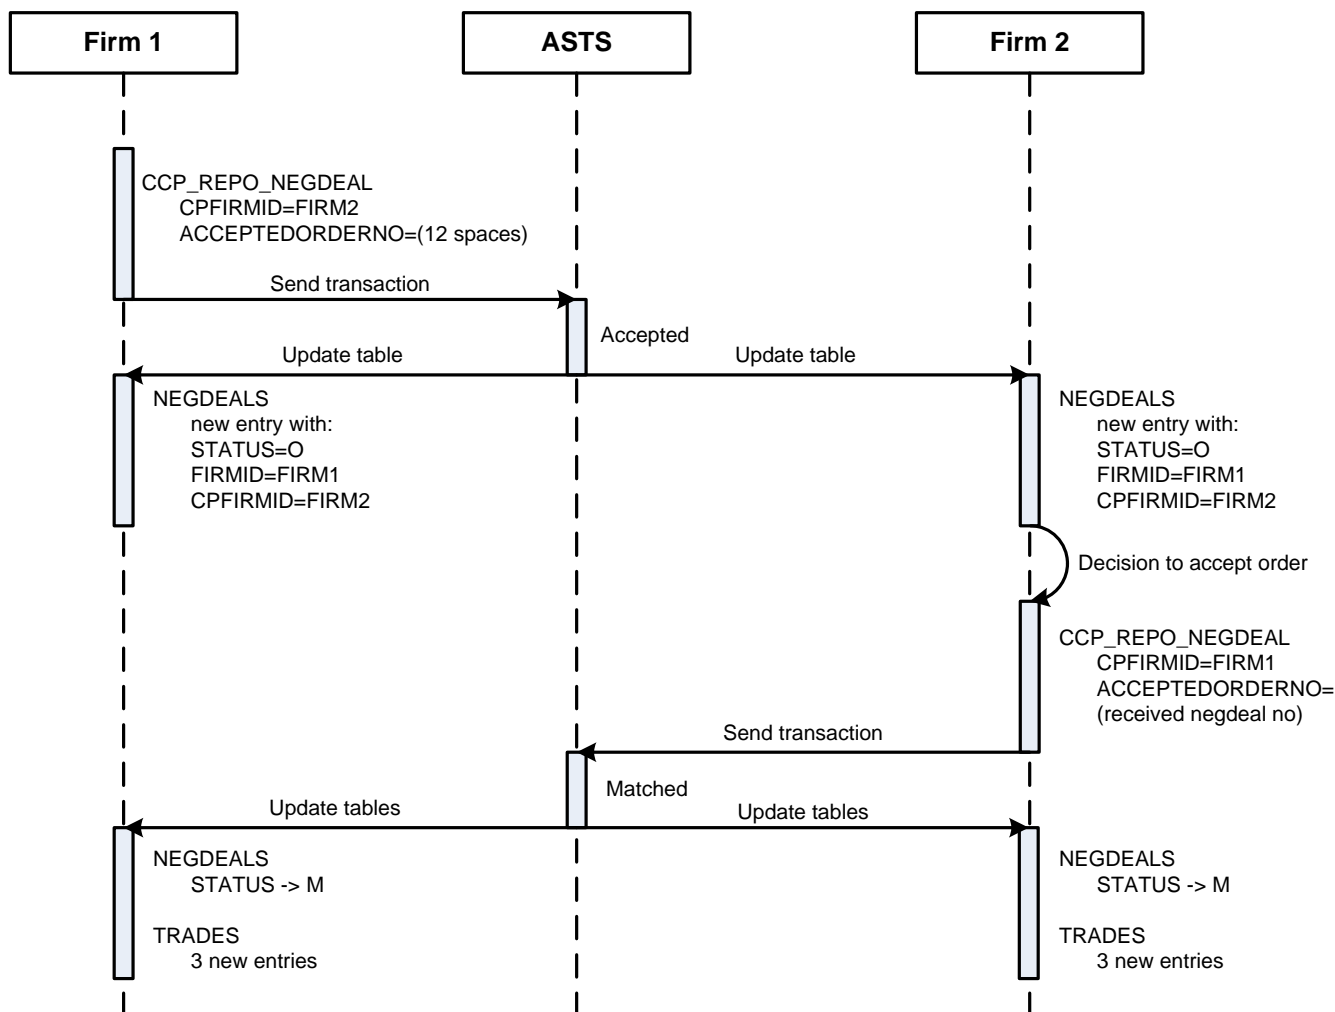 Firm 1
ASTS
Firm 2
CCP_REPO_NEGDEAL
CPFIRMID=FIRM2
ACCEPTEDORDERNO=(12 spaces)
Send transaction
Accepted
Update table
Update table
NEGDEALS
new entry with:
STATUS=O
FIRMID=FIRM1
CPFIRMID=FIRM2
NEGDEALS
new entry with:
STATUS=O
FIRMID=FIRM1
CPFIRMID=FIRM2
Decision to accept order
CCP_REPO_NEGDEAL
CPFIRMID=FIRM1
ACCEPTEDORDERNO=
(received negdeal no)
Send transaction
Matched
Update tables
Update tables
NEGDEALS
STATUS -> M
TRADES
3 new entries
NEGDEALS
STATUS -> M
TRADES
3 new entries